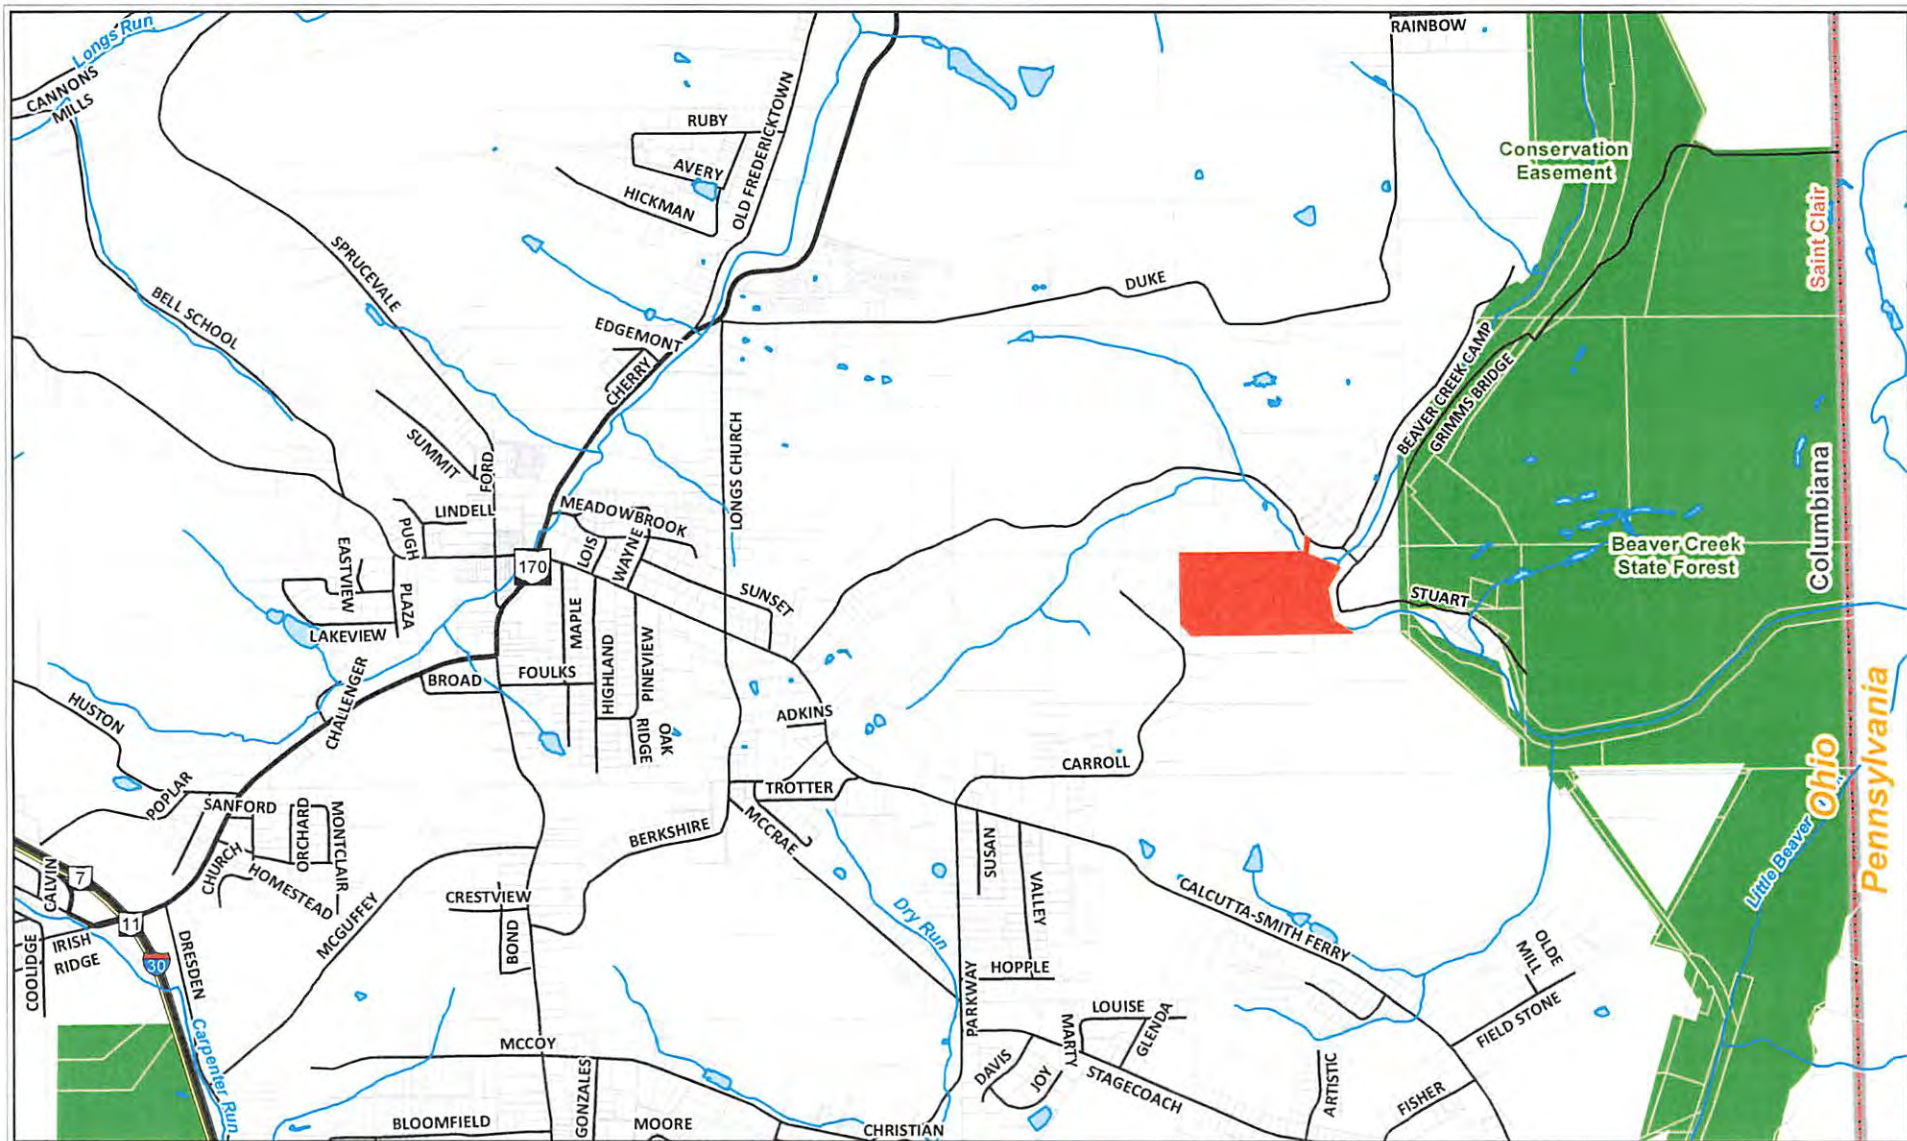 RAINBOW
Longs Run
CANNONS
MILLS
RUBY
AVERY
HICKMAN
OLD FREDERICKTOWN
Conservation
Easement
Saint Clair
SPRUCEVALE
BELL SCHOOL
DUKE
EDGEMONT
CHERRY
BEAVER CREEK CAMP
GRIMMS BRIDGE
SUMMIT
FORD
LONGS CHURCH
Columbiana
LINDELL
PUGH
MEADOWBROOK
LOIS
WAYNE
170
EASTVIEW
PLAZA
LAKEVIEW
MAPLE
HIGHLAND
PINEVIEW
SUNSET
Beaver Creek
State Forest
STUART
CHALLENGER
BROAD
FOULKS
OAK
RIDGE
ADKINS
HUSTON
POPLAR
SANFORD
ORCHARD
MONTCLAIR
CHURCH
HOMESTEAD
TROTTER
MCCRAE
BERKSHIRE
CARROLL
Ohio
Pennsylvania
Little Beaver
SUSAN
VALLEY
CALVIN
7
11
30
IRISH
RIDGE
COOLIDGE
DRESDEN
MCGUFFEY
CRESTVIEW
BOND
Dry Run
CALCUTTA-SMITH FERRY
HOPPLE
PARKWAY
OLDE
MILL
FIELD STONE
LOUISE
MARTY
GLENDA
Carpenter Run
MCCOY
GONZALES
DAVIS
JOY
STAGECOACH
ARTISTIC
FISHER
BLOOMFIELD
MOORE
CHRISTIAN